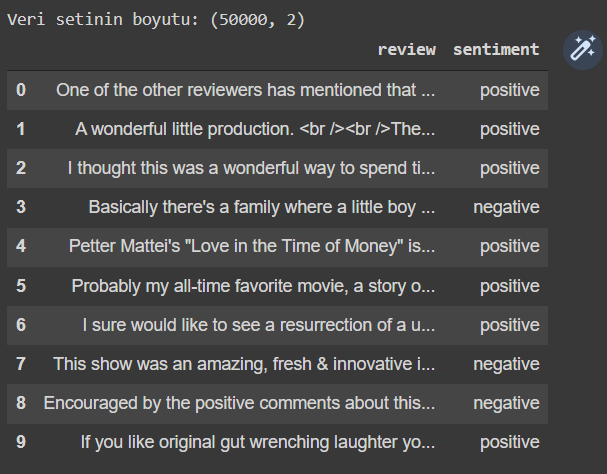 Veri setinin boyutu: (50000, 2)
review sentiment
0 One of the other reviewers has mentioned that ... positive
1 A wonderful little production. <br /><br />The... positive
2 I thought this was a wonderful way to spend ti... positive
3 Basically there's a family where a little boy ... negative
4 Petter Mattei's "Love in the Time of Money" is... positive
5 Probably my all-time favorite movie, a story o... positive
6 I sure would like to see a resurrection of a u... positive
7 This show was an amazing, fresh & innovative i... negative
8 Encouraged by the positive comments about this... negative
9 If you like original gut wrenching laughter yo... positive